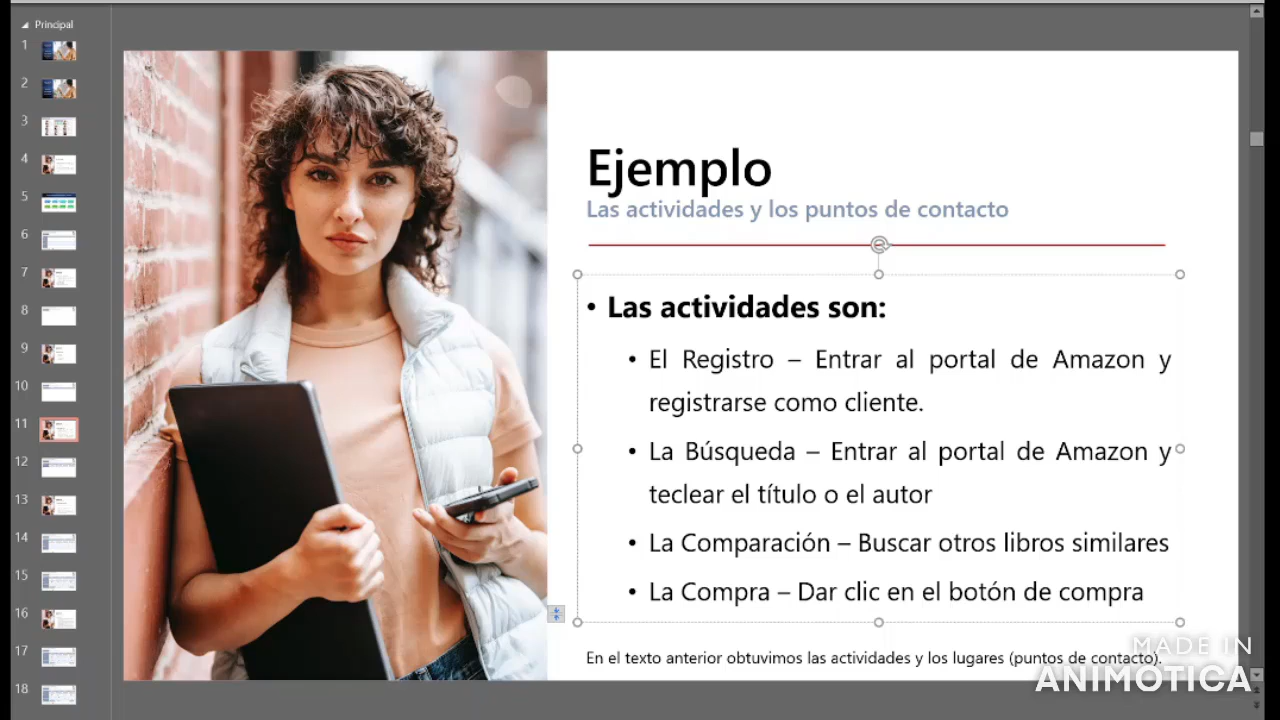 Principal
1
2
3
4
5
6
7
8
9
10
11
12
13
14
15
16
17
18
Ejemplo
Las actividades y los puntos de contacto
• Las actividades son:
• El Registro – Entrar al portal de Amazon y
registrarse como cliente.
• La Búsqueda – Entrar al portal de Amazon y
teclear el título o el autor
• La Comparación – Buscar otros libros similares
• La Compra – Dar clic en el botón de compra
En el texto anterior obtuvimos las actividades y los lugares (puntos de contacto).
MADE IN
ANIMOTICA